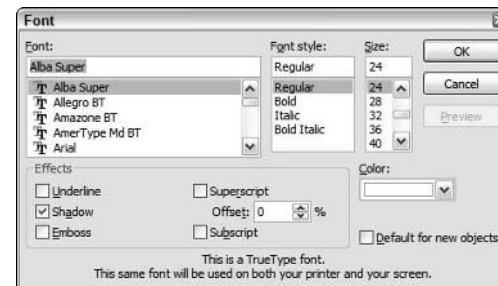 Font
Font: Font style: Size:
Alba Super Regular 24 OK
Alba Super Regular 24 Cancel
Allegro BT Bold 28
Amazone BT Italic 32 Preview
AmerType Md BT Bold Italic 36
Arial 40
Effects Color:
Underline Superscript
Shadow Offset: 0 %
Emboss Subscript Default for new objects
This is a TrueType font.
This same font will be used on both your printer and your screen.